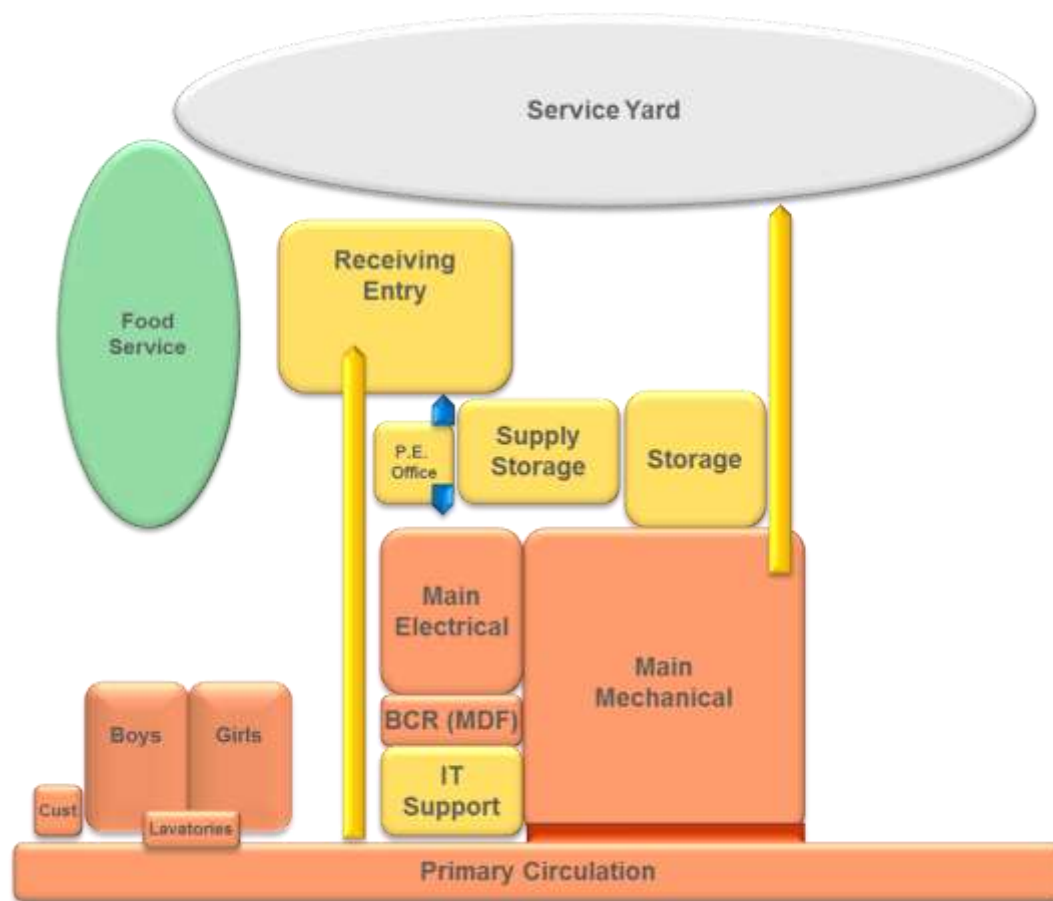 Service Yard
Receiving
Entry
Food
Service
P.E.
Office
Supply
Storage
Storage
Main
Electrical
Main
Mechanical
BCR (MDF)
Boys
Girls
IT
Support
Cust.
Lavatories
Primary Circulation